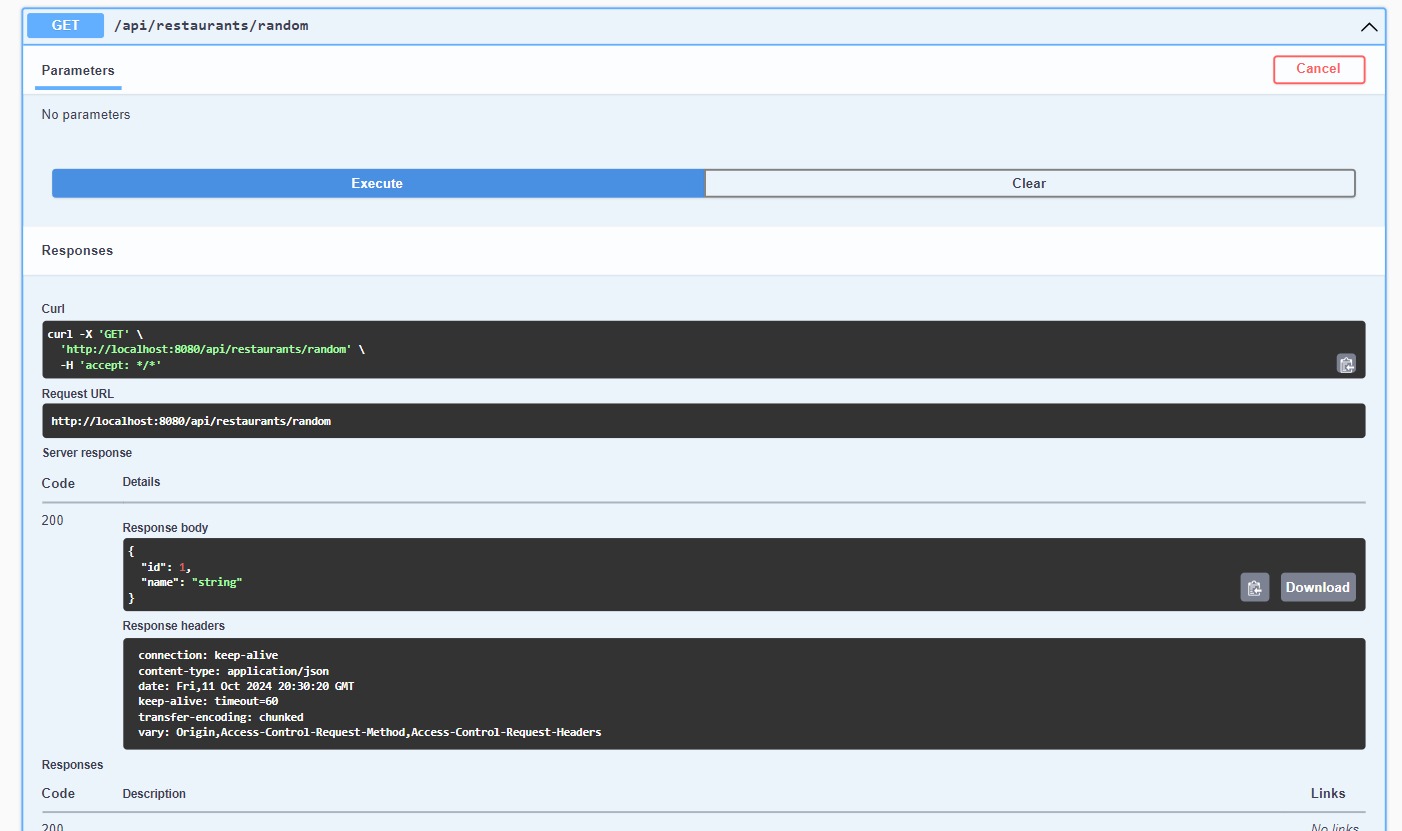 GET /api/restaurants/random
Parameters
Cancel
No parameters
Execute
Clear
Responses
Curl
curl -X 'GET' \
'http://localhost:8080/api/restaurants/random' \
-H 'accept: */*'
Request URL
http://localhost:8080/api/restaurants/random
Server response
Code Details
200
Response body
{
"id": 1,
"name": "string"
}
Download
Response headers
connection: keep-alive
content-type: application/json
date: Fri,11 Oct 2024 20:30:20 GMT
keep-alive: timeout=60
transfer-encoding: chunked
vary: Origin,Access-Control-Request-Method,Access-Control-Request-Headers
Responses
Code Description Links
200 No links